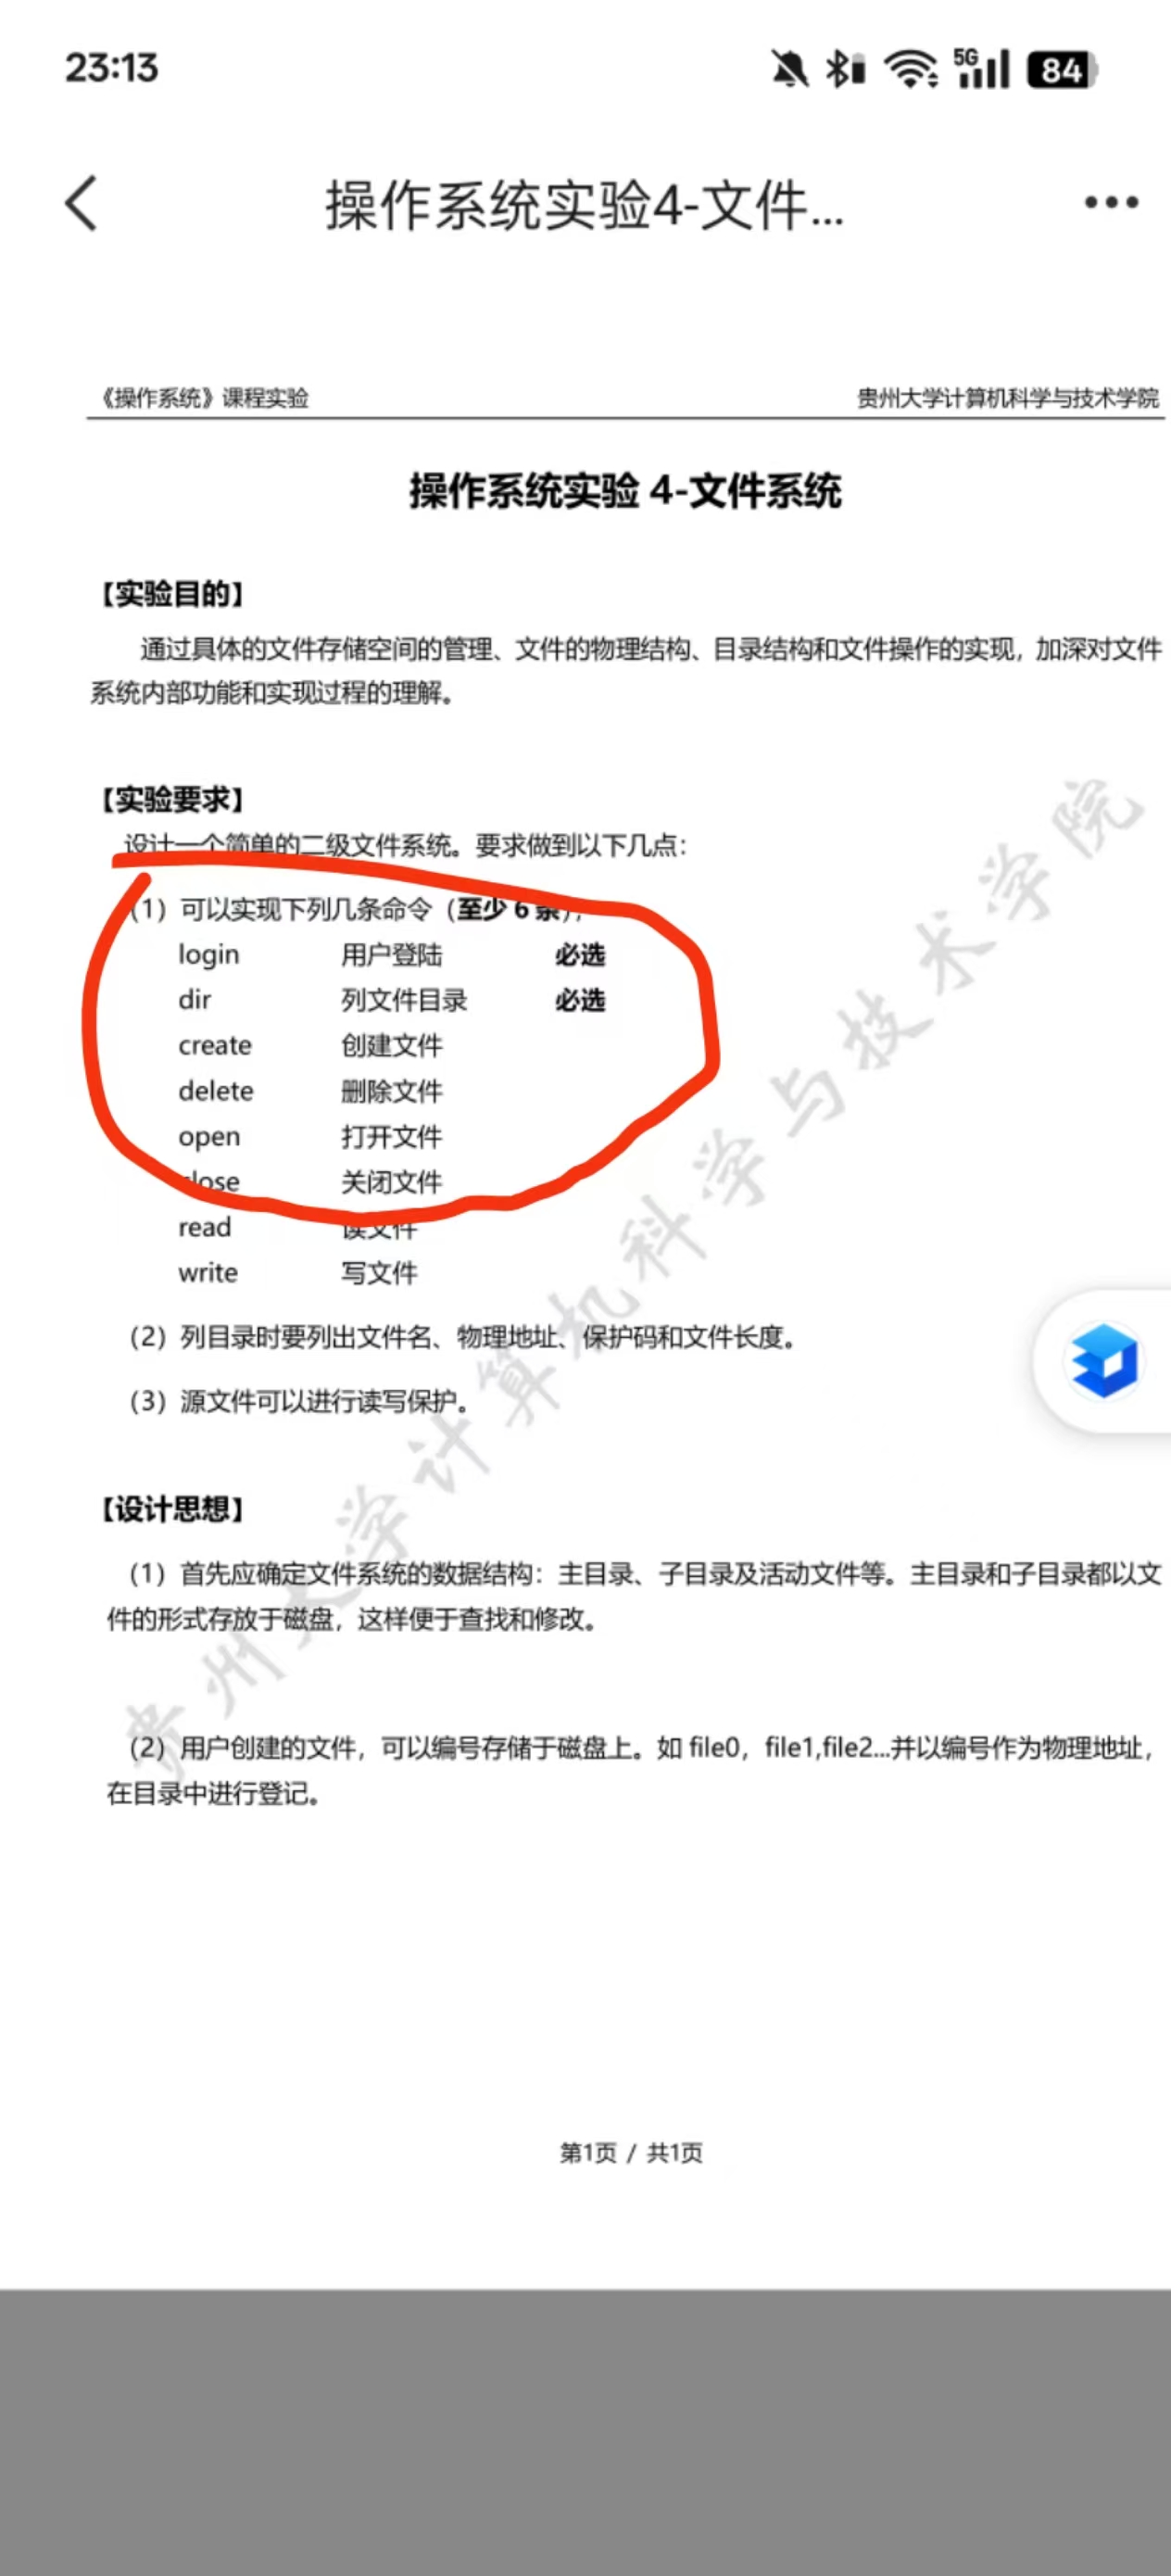 23:13
5G
84
操作系统实验4-文件...
《操作系统》课程实验 贵州大学计算机科学与技术学院
操作系统实验 4-文件系统
【实验目的】
通过具体的文件存储空间的管理、文件的物理结构、目录结构和文件操作的实现，加深对文件
系统内部功能和实现过程的理解。
【实验要求】
设计一个简单的二级文件系统。要求做到以下几点：
（1）可以实现下列几条命令（至少 6 条）；
login 用户登陆 必选
dir 列文件目录 必选
create 创建文件
delete 删除文件
open 打开文件
close 关闭文件
read 读文件
write 写文件
（2）列目录时要列出文件名、物理地址、保护码和文件长度。
（3）源文件可以进行读写保护。
【设计思想】
（1）首先应确定文件系统的数据结构：主目录、子目录及活动文件等。主目录和子目录都以文
件的形式存放于磁盘，这样便于查找和修改。
（2）用户创建的文件，可以编号存储于磁盘上。如 file0，file1,file2...并以编号作为物理地址，
在目录中进行登记。
贵州大学计算机科学与技术学院
第1页 / 共1页